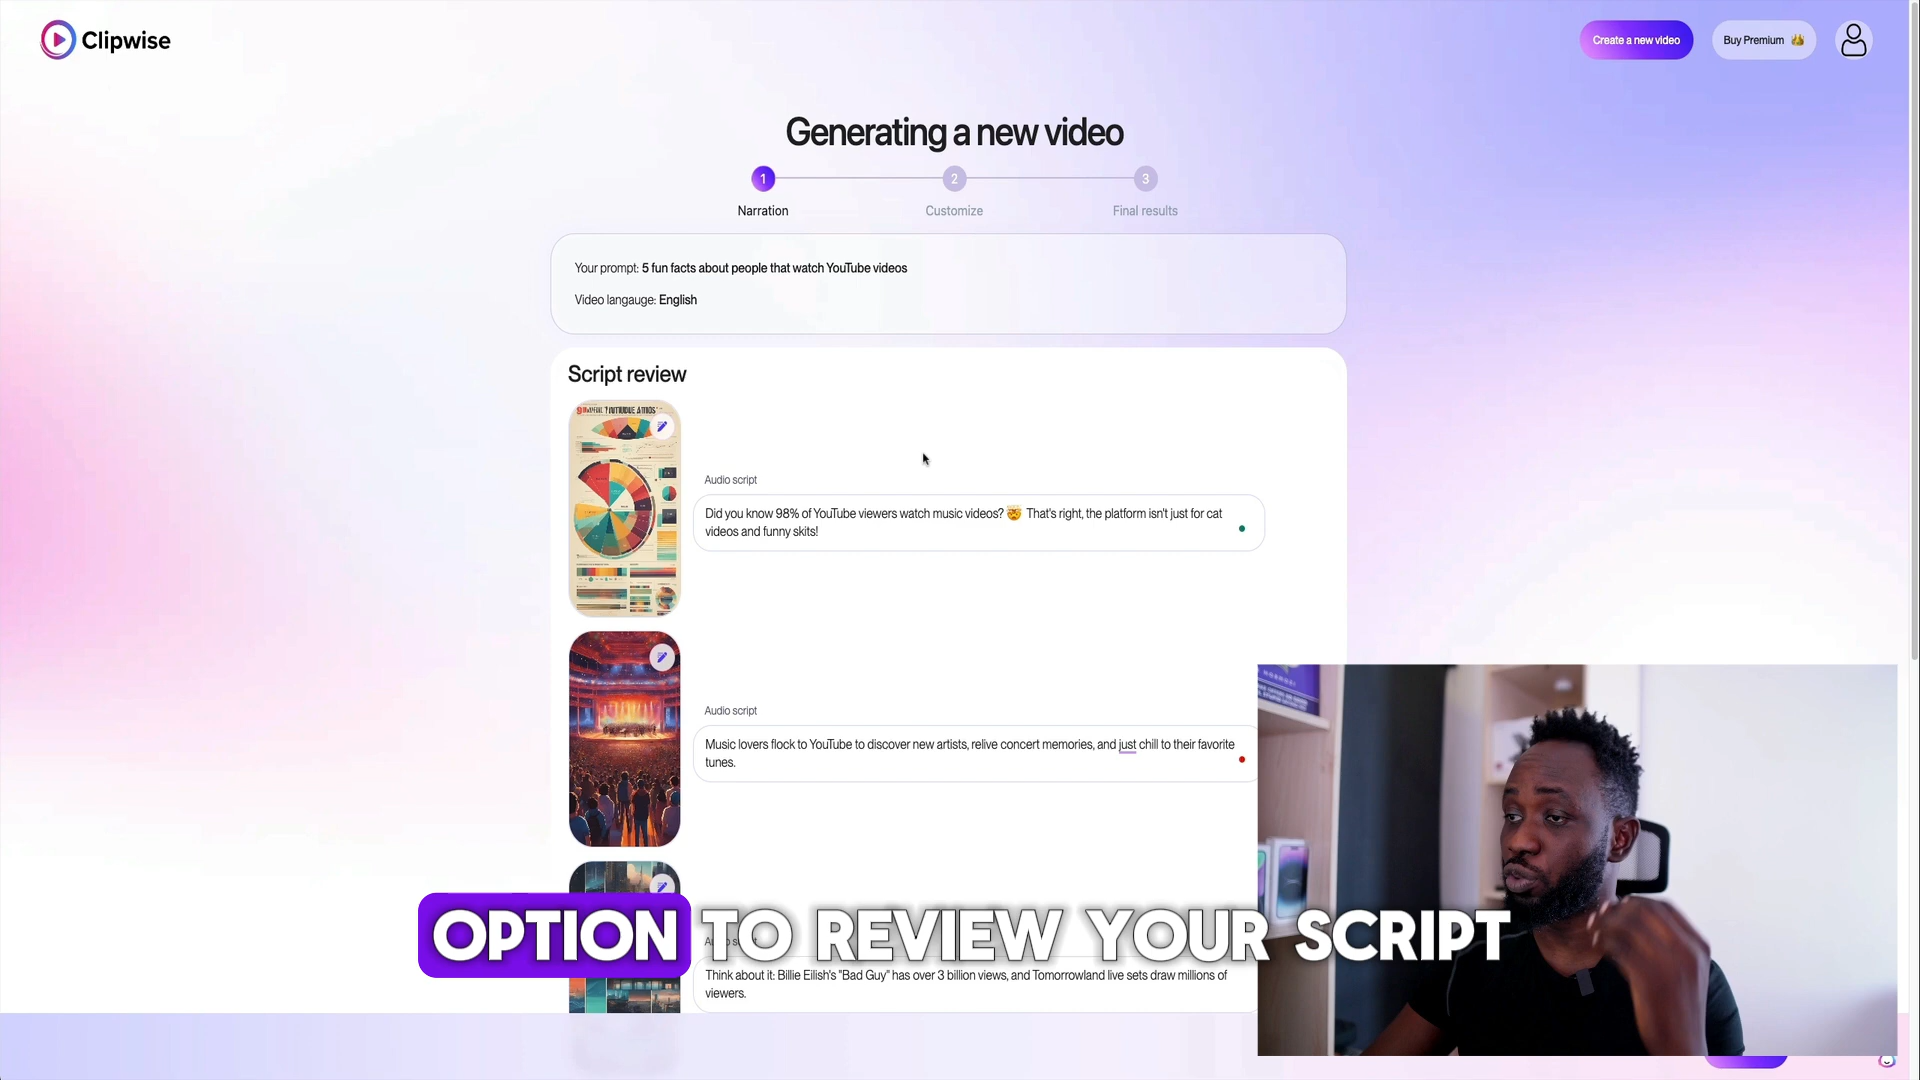 Clipwise
Create a new video
Buy Premium
Generating a new video
1
2
3
Narration
Customize
Final results
Your prompt: 5 fun facts about people that watch YouTube videos
Video langauge: English
Script review
Audio script
Did you know 98% of YouTube viewers watch music videos? 🤯 That's right, the platform isn't just for cat
videos and funny skits!
Audio script
Music lovers flock to YouTube to discover new artists, relive concert memories, and just chill to their favorite
tunes.
OPTION TO REVIEW YOUR SCRIPT
Think about it: Billie Eilish's "Bad Guy" has over 3 billion views, and Tomorrowland live sets draw millions of
viewers.